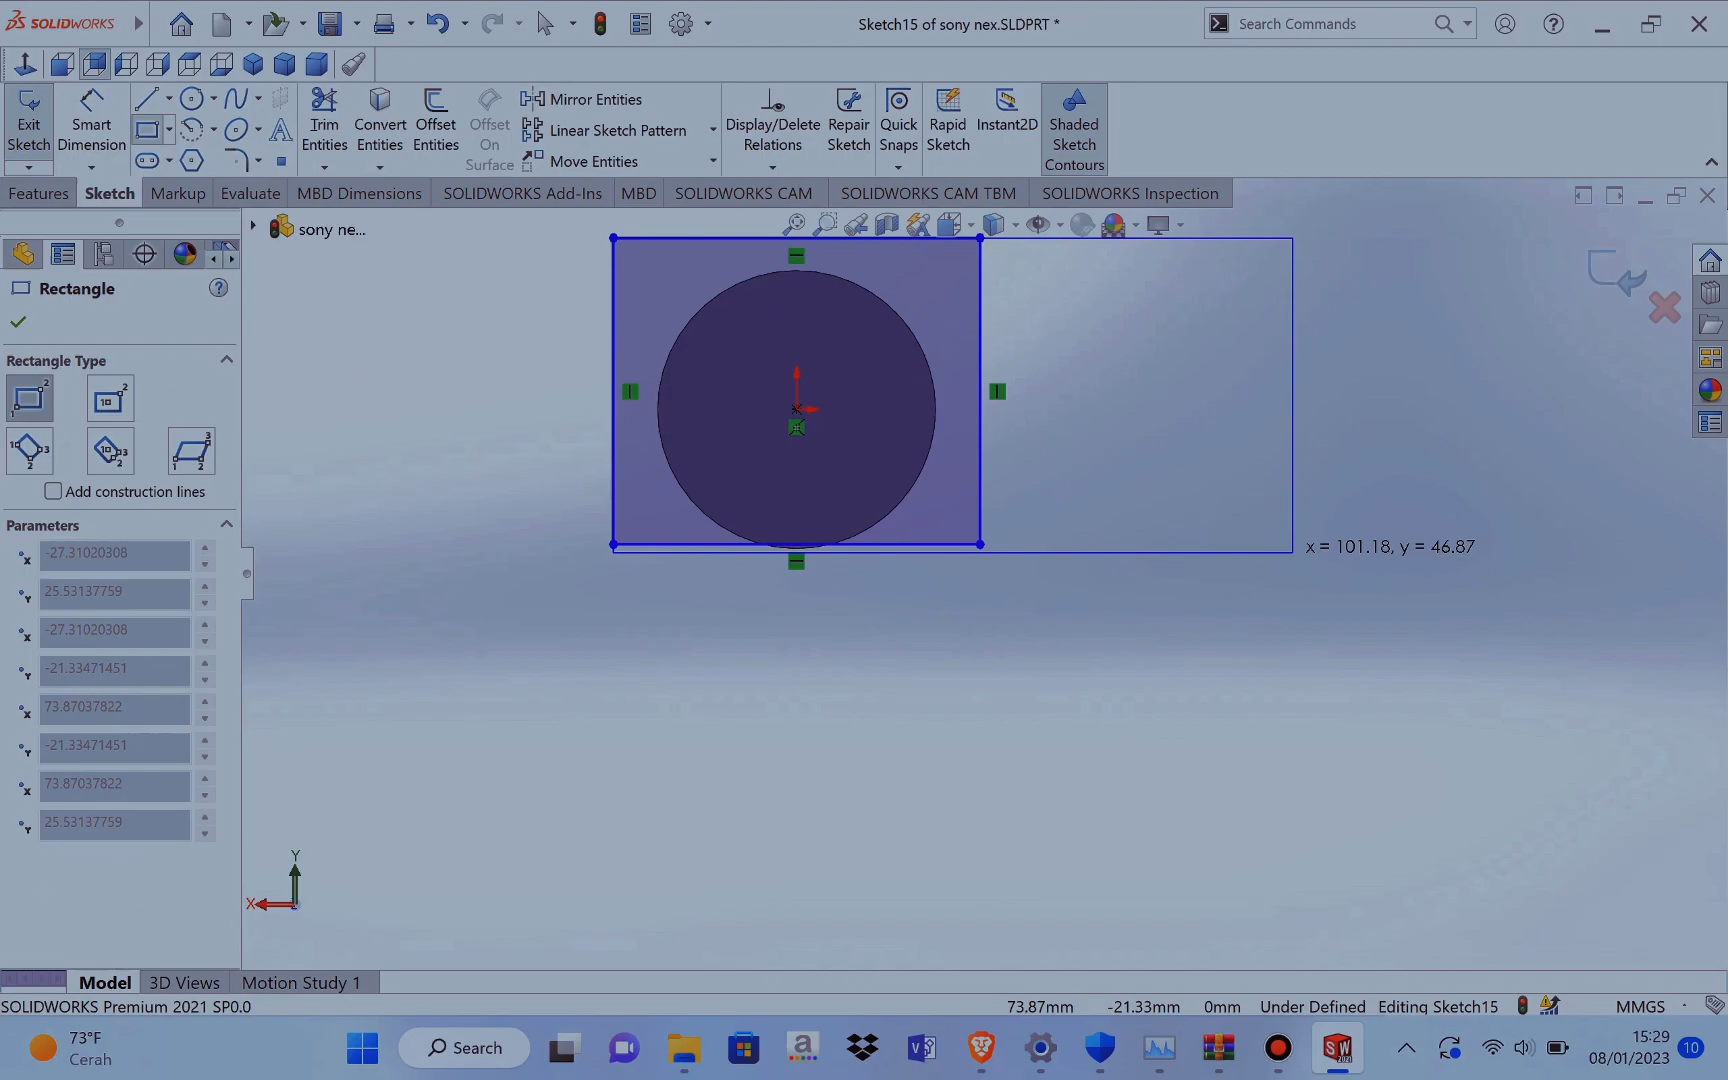 SOLIDWORKS
Sketch15 of sony nex.SLDPRT *
Search Commands
Exit Sketch
Smart Dimension
Trim Entities
Convert Entities
Offset Entities
Offset On Surface
Mirror Entities
Linear Sketch Pattern
Move Entities
Display/Delete Relations
Repair Sketch
Quick Snaps
Rapid Sketch
Instant2D
Shaded Sketch Contours
Features
Sketch
Markup
Evaluate
MBD Dimensions
SOLIDWORKS Add-Ins
MBD
SOLIDWORKS CAM
SOLIDWORKS CAM TBM
SOLIDWORKS Inspection
sony ne...
Rectangle
Rectangle Type
Add construction lines
Parameters
-27.31020308
25.53137759
-27.31020308
-21.33471451
73.87037822
-21.33471451
73.87037822
25.53137759
x = 101.18, y = 46.87
Y
X
Model
3D Views
Motion Study 1
SOLIDWORKS Premium 2021 SP0.0
73.87mm
-21.33mm
0mm
Under Defined
Editing Sketch15
MMGS
73°F
Cerah
Search
15:29
08/01/2023
10